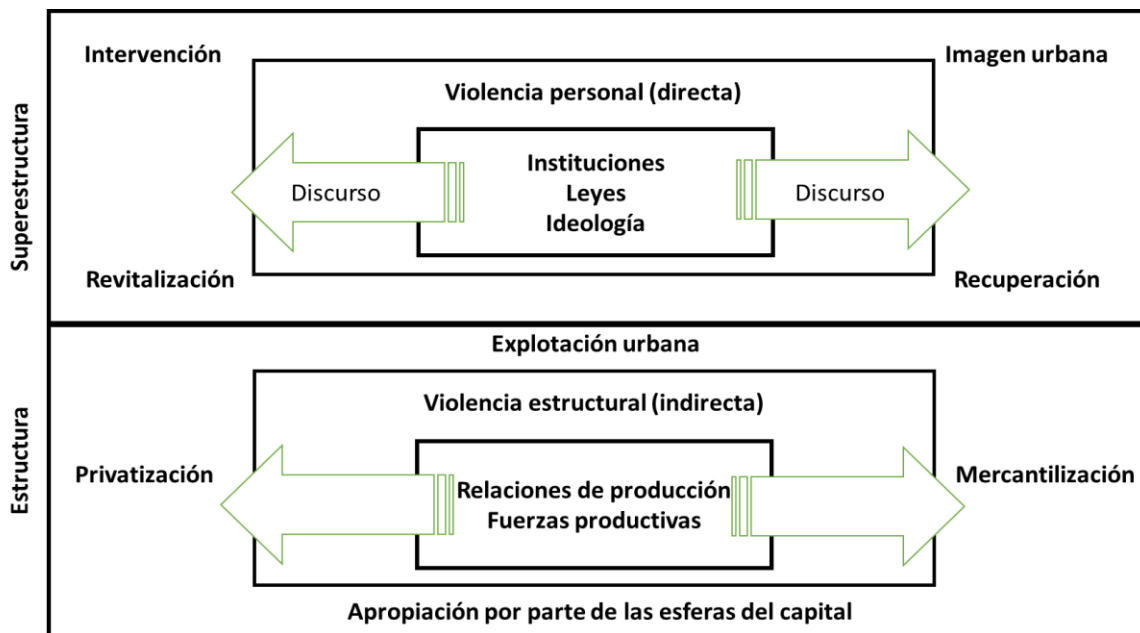 Superestructura
Intervención
Imagen urbana
Violencia personal (directa)
Instituciones
Leyes
Ideología
Discurso
Discurso
Revitalización
Recuperación
Estructura
Explotación urbana
Violencia estructural (indirecta)
Privatización
Mercantilización
Relaciones de producción
Fuerzas productivas
Apropiación por parte de las esferas del capital